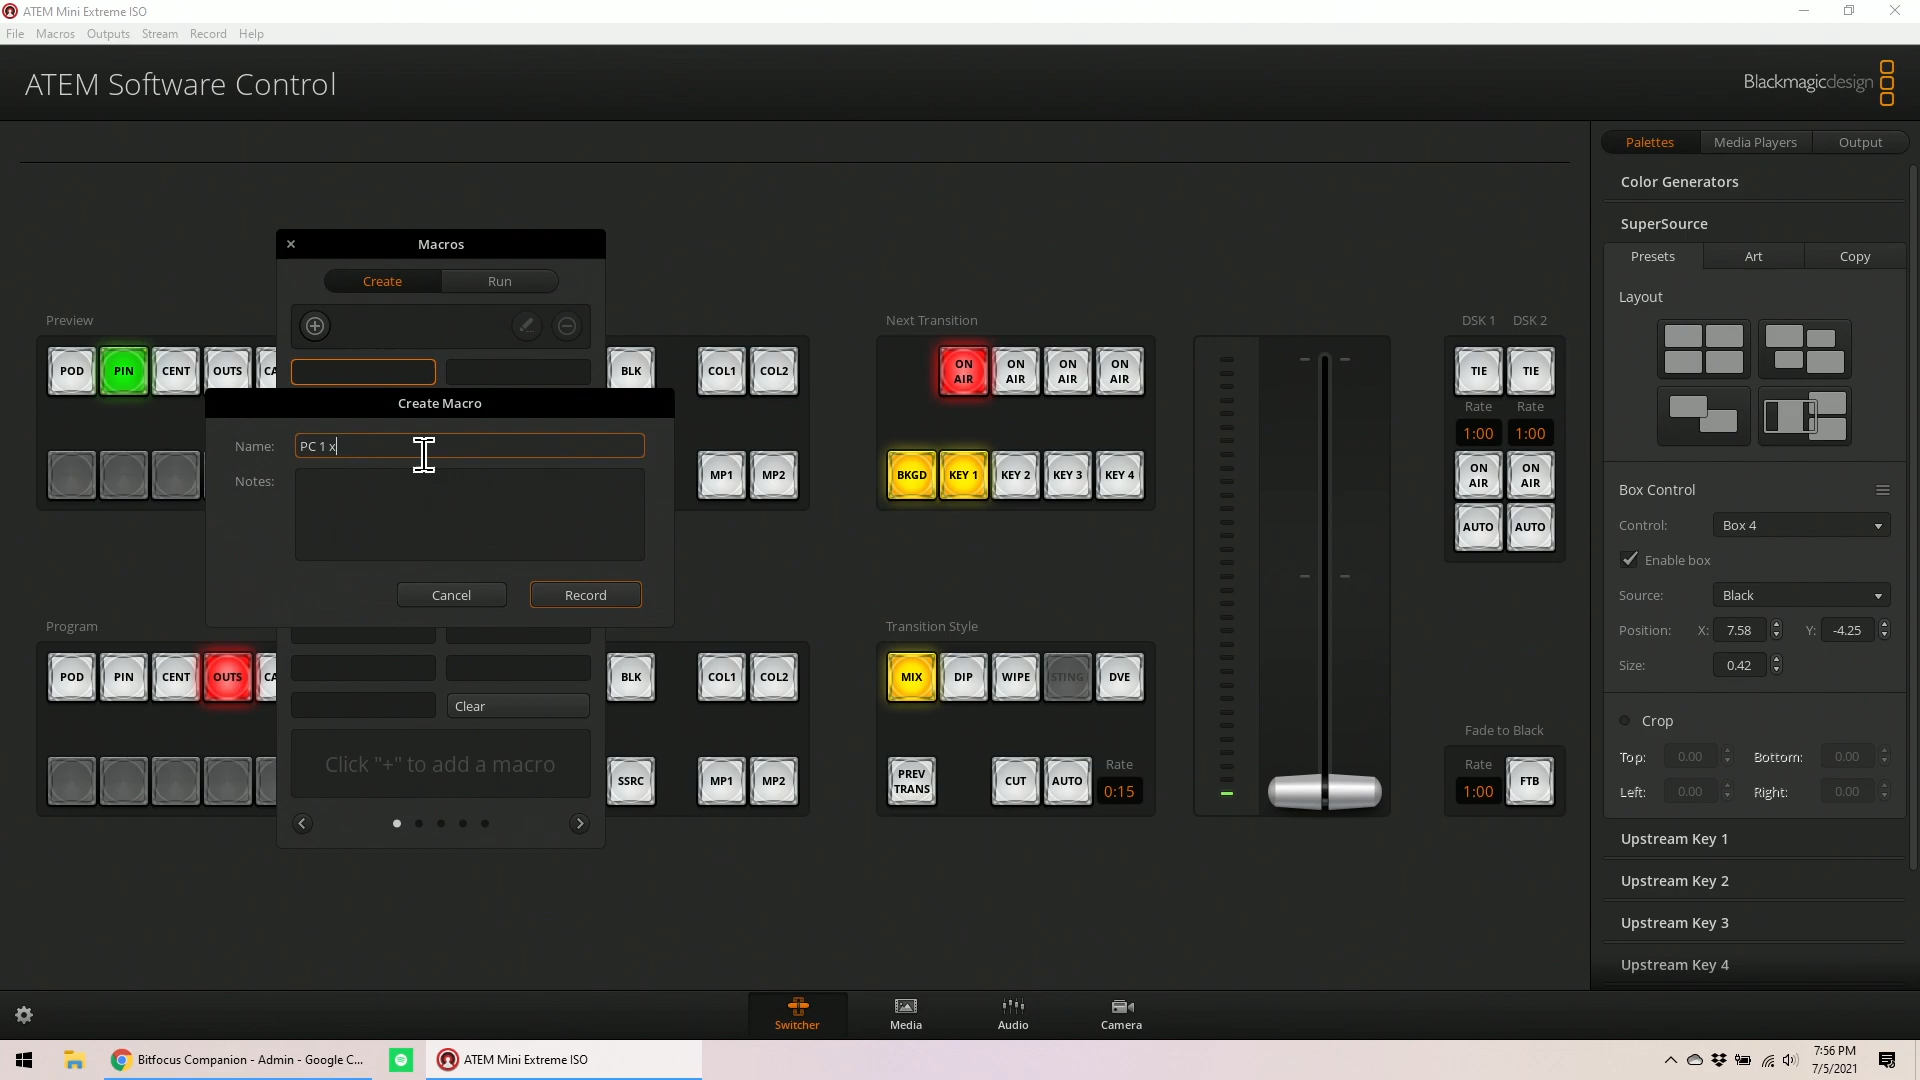 ATEM Mini Extreme ISO
File Macros Outputs Stream Record Help
ATEM Software Control
Blackmagicdesign
Palettes Media Players Output
Color Generators
SuperSource
Presets Art Copy
Layout
Macros
Create Run
Preview
Next Transition
DSK 1 DSK 2
POD PIN CENT OUTS CA BLK COL1 COL2
ON AIR ON AIR ON AIR ON AIR
TIE TIE
Rate Rate
1:00 1:00
Create Macro
Name: PC 1 x
Notes:
MP1 MP2
BKGD KEY 1 KEY 2 KEY 3 KEY 4
ON AIR ON AIR
AUTO AUTO
Cancel Record
Box Control
Control: Box 4
Enable box
Source: Black
Position: X: 7.58 Y: -4.25
Size: 0.42
Program
Transition Style
POD PIN CENT OUTS CA BLK COL1 COL2
MIX DIP WIPE STING DVE
Clear
Crop
Top: 0.00 Bottom: 0.00
Left: 0.00 Right: 0.00
Fade to Black
Click "+" to add a macro
SSRC MP1 MP2
PREV TRANS CUT AUTO
Rate
0:15
Rate
1:00
FTB
Upstream Key 1
Upstream Key 2
Upstream Key 3
Upstream Key 4
Switcher Media Audio Camera
Bitfocus Companion - Admin - Google C...
ATEM Mini Extreme ISO
7:56 PM
7/5/2021